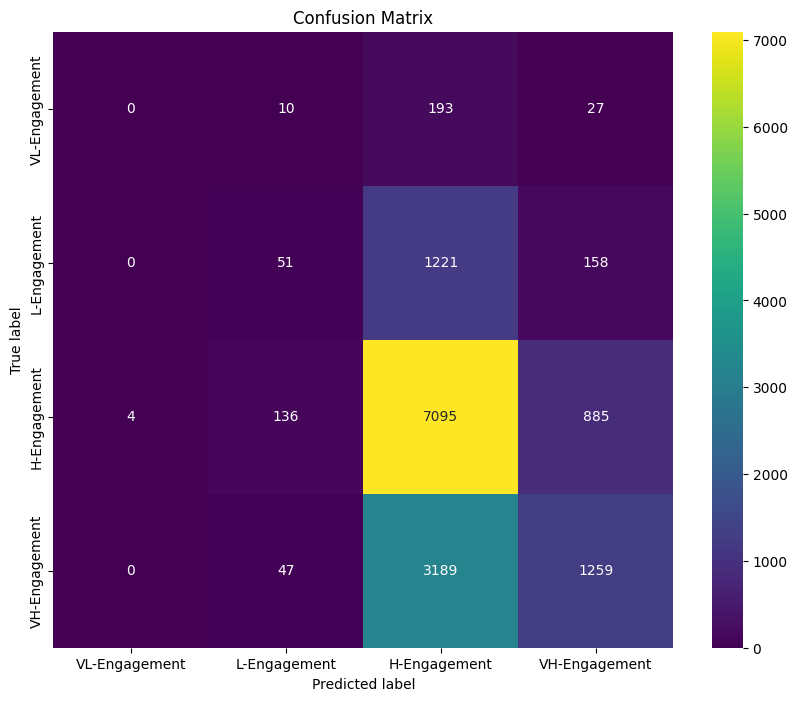 Confusion Matrix
VL-Engagement
0 10 193 27
L-Engagement
0 51 1221 158
H-Engagement
4 136 7095 885
VH-Engagement
0 47 3189 1259
True label
VL-Engagement L-Engagement H-Engagement VH-Engagement
Predicted label
7000
6000
5000
4000
3000
2000
1000
0